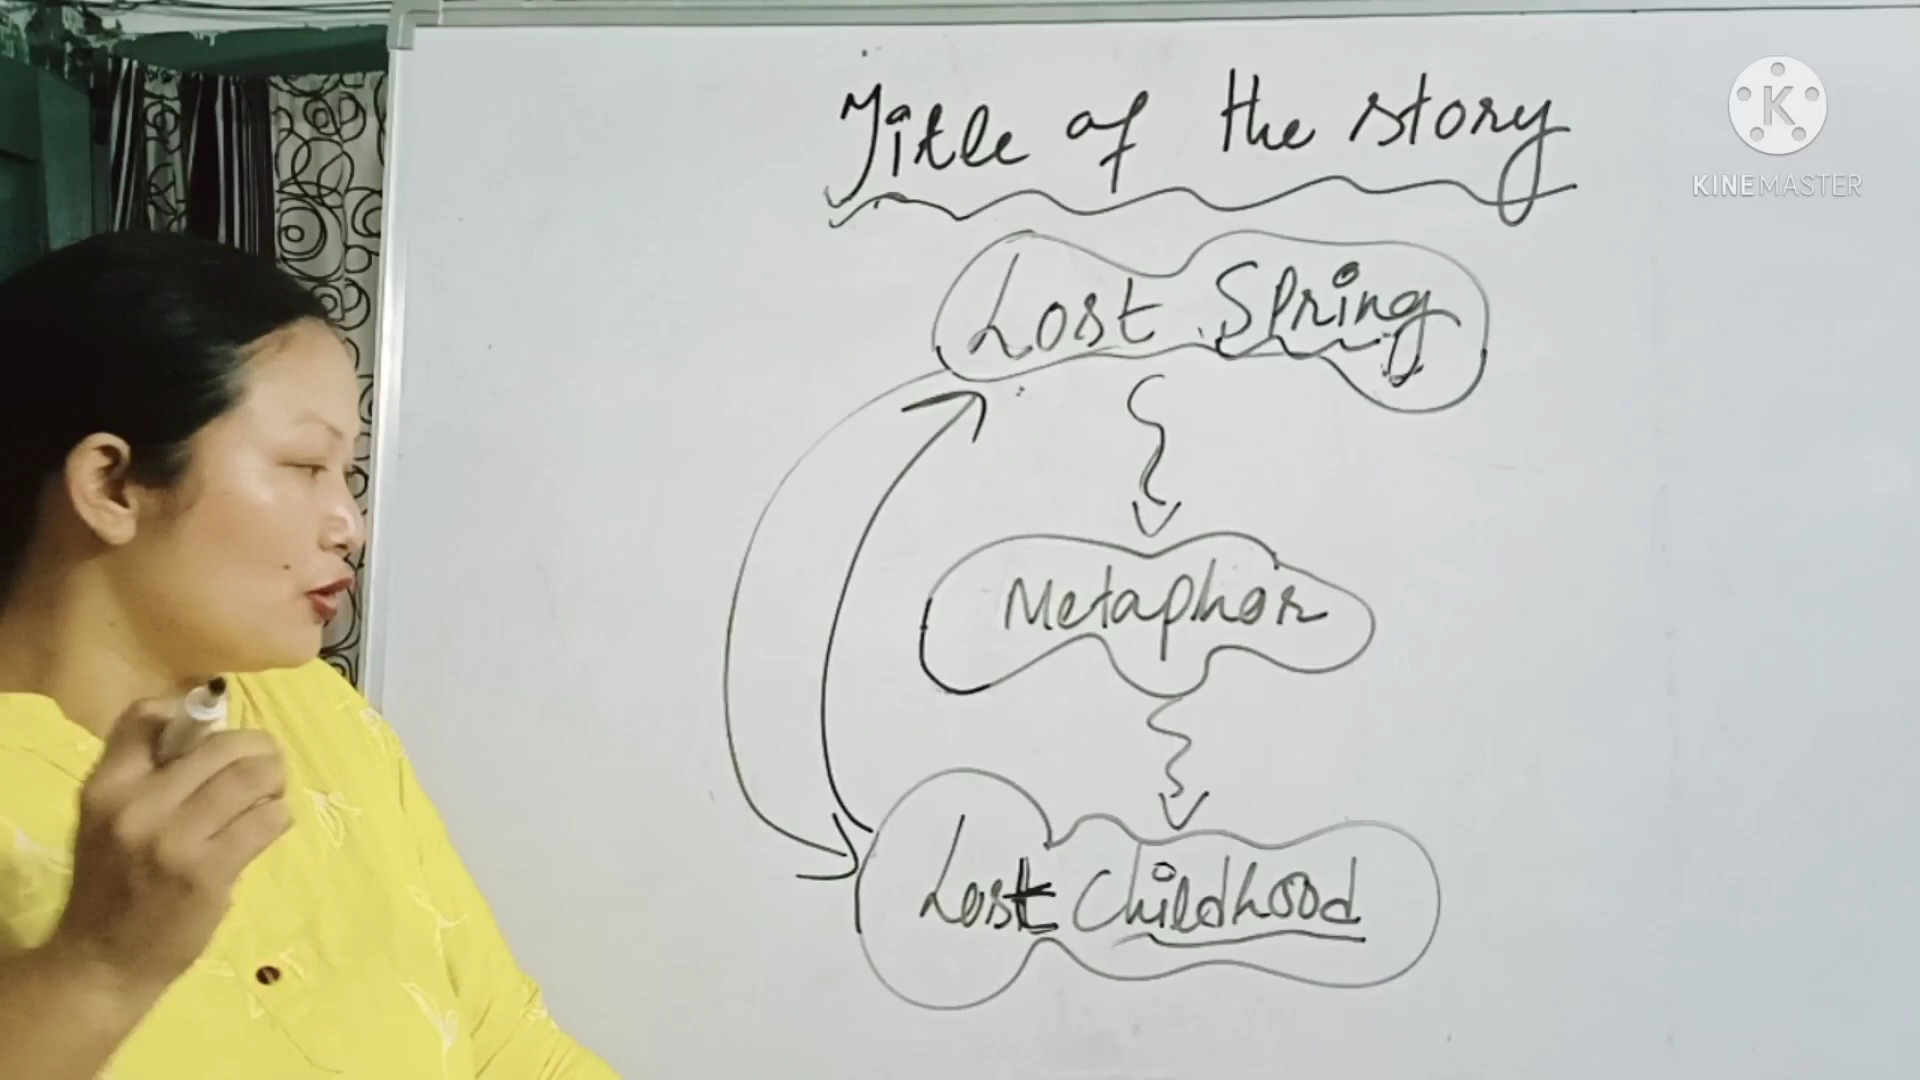 Title of the story
Lost Spring
Metaphor
Lost Childhood
K
KINEMASTER